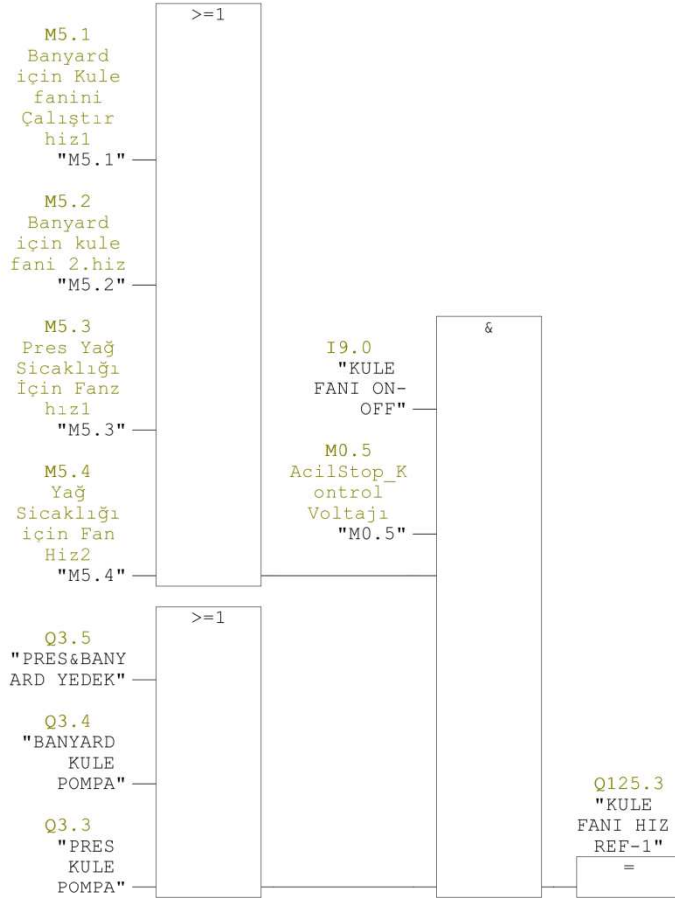 >=1
M5.1
Banyard
için Kule
fanini
Çalıştır
hiz1
"M5.1"
M5.2
Banyard
için kule
fani 2.hiz
"M5.2"
M5.3
Pres Yağ
Sicaklığı
İçin Fanz
hız1
"M5.3"
M5.4
Yağ
Sicaklığı
için Fan
Hiz2
"M5.4"
&
I9.0
"KULE
FANI ON-
OFF"
M0.5
AcilStop_K
ontrol
Voltajı
"M0.5"
>=1
Q3.5
"PRES&BANY
ARD YEDEK"
Q3.4
"BANYARD
KULE
POMPA"
Q3.3
"PRES
KULE
POMPA"
Q125.3
"KULE
FANI HIZ
REF-1"
=